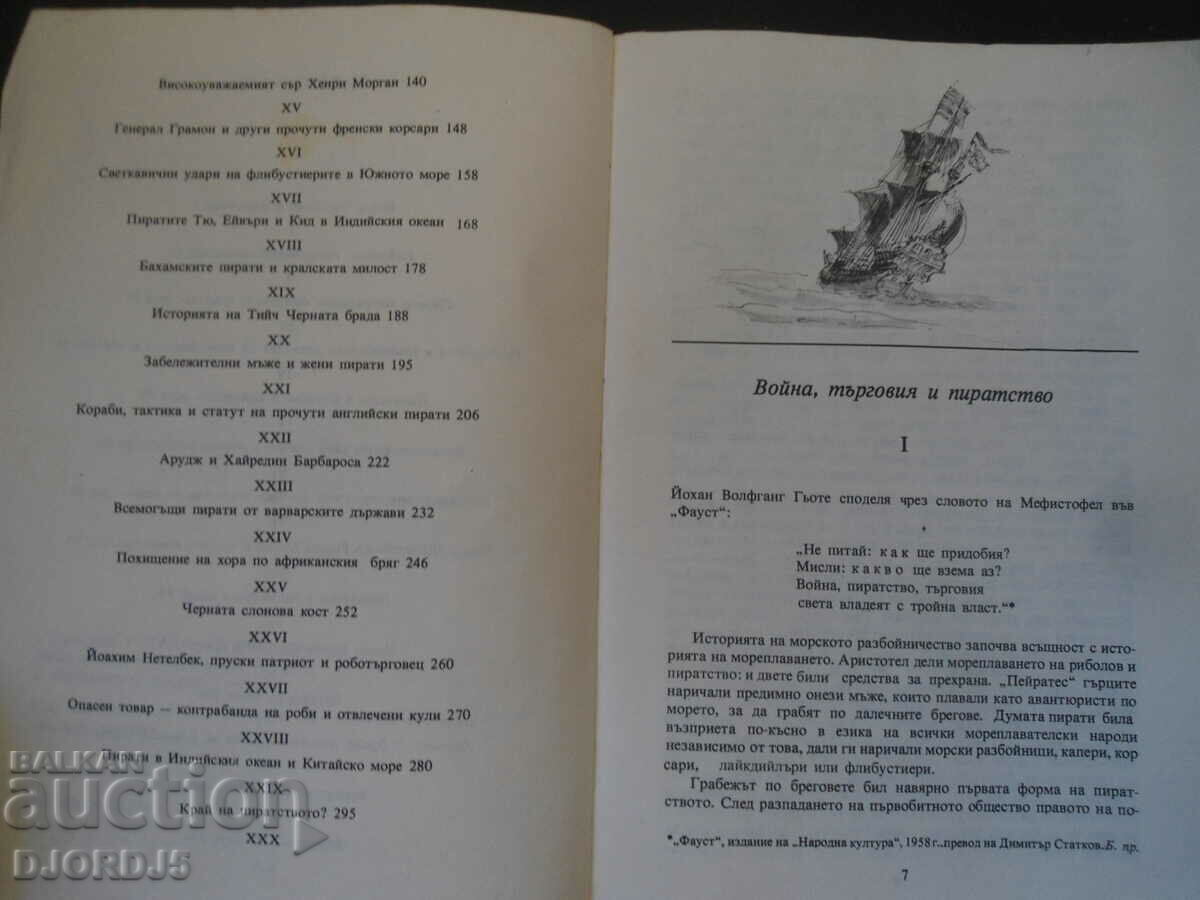 Високоуважаемият сър Хенри Морган 140
XV
Генерал Грамон и други прочути френски корсари 148
XVI
Светкавични удари на флибустиерите в Южното море 158
XVII
Пиратите Тю, Ейвъри и Кид в Индийския океан 168
XVIII
Бахамските пирати и кралската милост 178
XIX
Историята на Тийч Черната брада 188
XX
Забележителни мъже и жени пирати 195
XXI
Кораби, тактика и статут на прочути английски пирати 206
XXII
Арудж и Хайредин Барбароса 222
XXIII
Всемогъщи пирати от варварските държави 232
XXIV
Похищение на хора по африканския бряг 246
XXV
Черната слонова кост 252
XXVI
Йоахим Нетелбек, пруски патриот и роботърговец 260
XXVII
Опасен товар — контрабанда на роби и отвлечени кули 270
XXVIII
Пирати в Индийския океан и Китайско море 280
XXIX
Край на пиратството? 295
XXX
BALKAN
auction
DJORDJ5
Война, търговия и пиратство
I
Йохан Волфганг Гьоте споделя чрез словото на Мефистофел във
„Фауст“:
*
„Не питай: как ще придобия?
Мисли: какво ще взема аз?
Война, пиратство, търговия
света владеят с тройна власт.“*
Историята на морското разбойничество започва всъщност с исто-
рията на мореплаването. Аристотел дели мореплаването на риболов и
пиратство: и двете били средства за прехрана. „Пейратес“ гърците
наричали предимно онези мъже, които плавали като авантюристи по
морето, за да грабят по далечните брегове. Думата пирати била
възприета по-късно в езика на всички мореплавателски народи
независимо от това, дали ги наричали морски разбойници, капери, кор
сари, лайкдийлъри или флибустиери.
Грабежът по бреговете бил навярно първата форма на пират-
ството. След разпадането на първобитното общество правото на по-
*„Фауст“, издание на „Народна култура“, 1958 г.,превод на Димитър Статков.Б. пр.
7